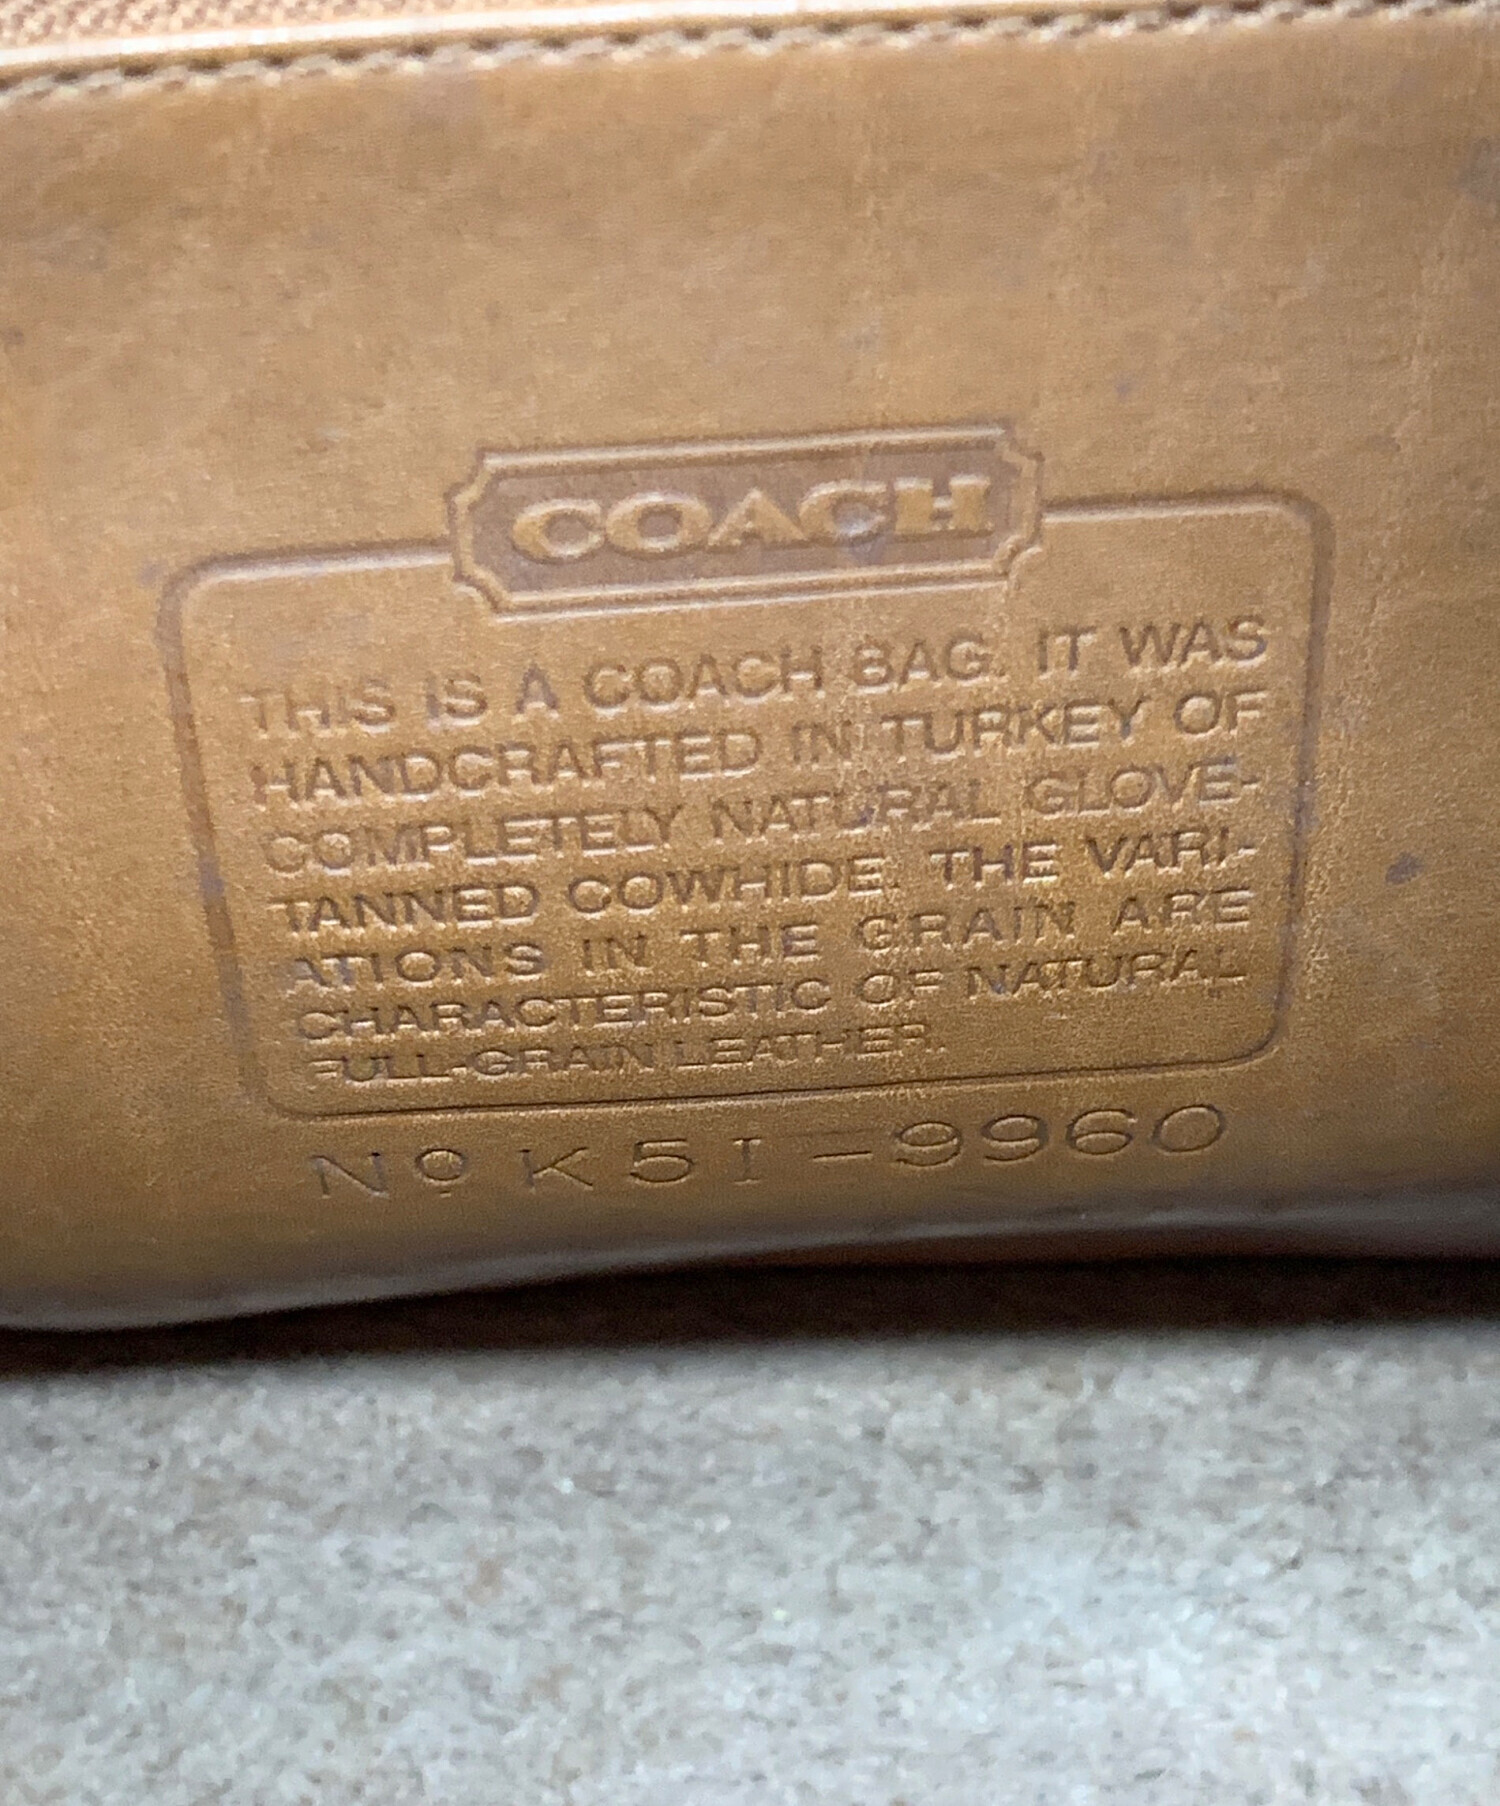 COACH
THIS IS A COACH BAG. IT WAS
HANDCRAFTED IN TURKEY OF
COMPLETELY NATURAL GLOVE-
TANNED COWHIDE. THE VARI-
ATIONS IN THE GRAIN ARE
CHARACTERISTIC OF NATURAL
FULL-GRAIN LEATHER.
Nº K5I-9960